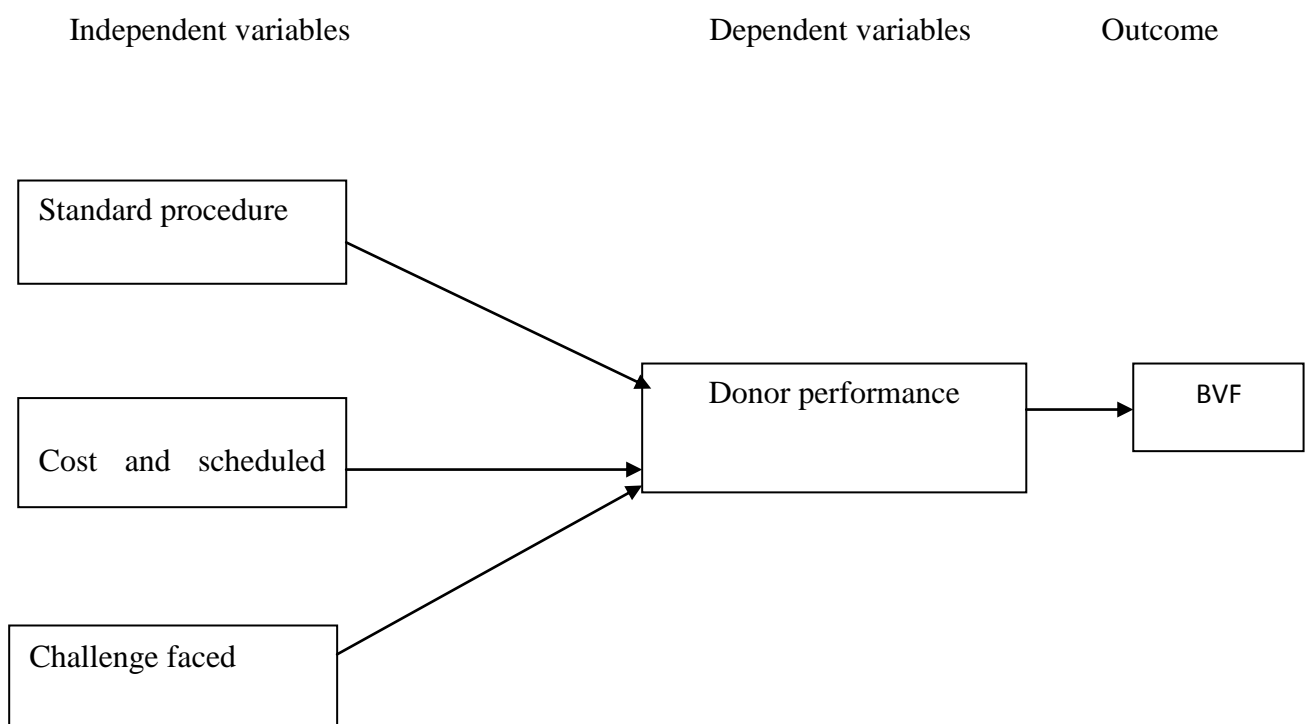 Independent variables
Dependent variables
Outcome
Standard procedure
Donor performance
BVF
Cost and scheduled
Challenge faced